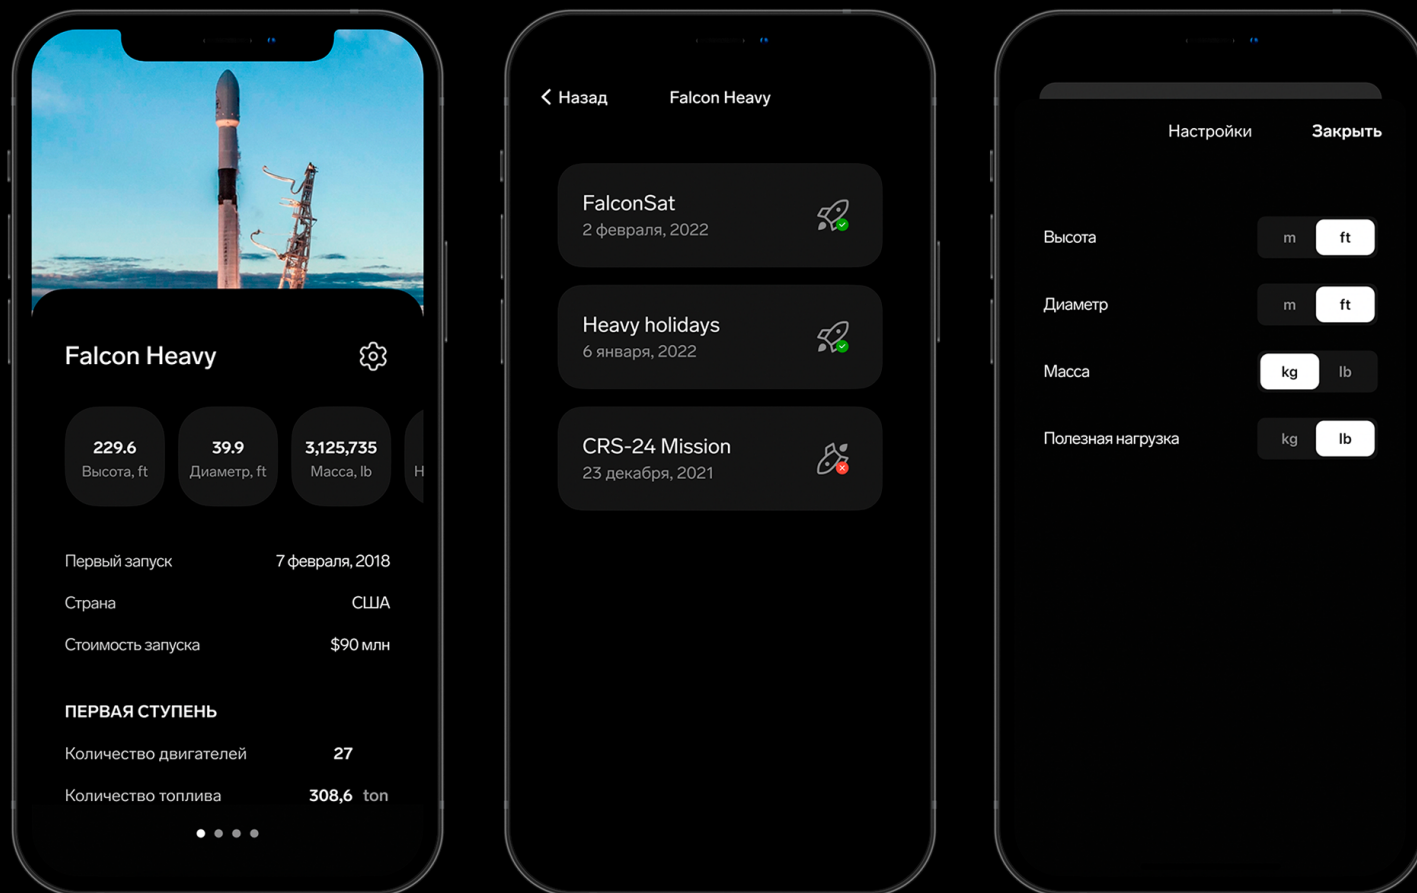 Falcon Heavy
229.6
Высота, ft
39.9
Диаметр, ft
3,125,735
Масса, lb
Н
Первый запуск 7 февраля, 2018
Страна США
Стоимость запуска $90 млн
ПЕРВАЯ СТУПЕНЬ
Количество двигателей 27
Количество топлива 308,6 ton
Назад Falcon Heavy
FalconSat
2 февраля, 2022
Heavy holidays
6 января, 2022
CRS-24 Mission
23 декабря, 2021
Настройки Закрыть
Высота m ft
Диаметр m ft
Масса kg lb
Полезная нагрузка kg lb